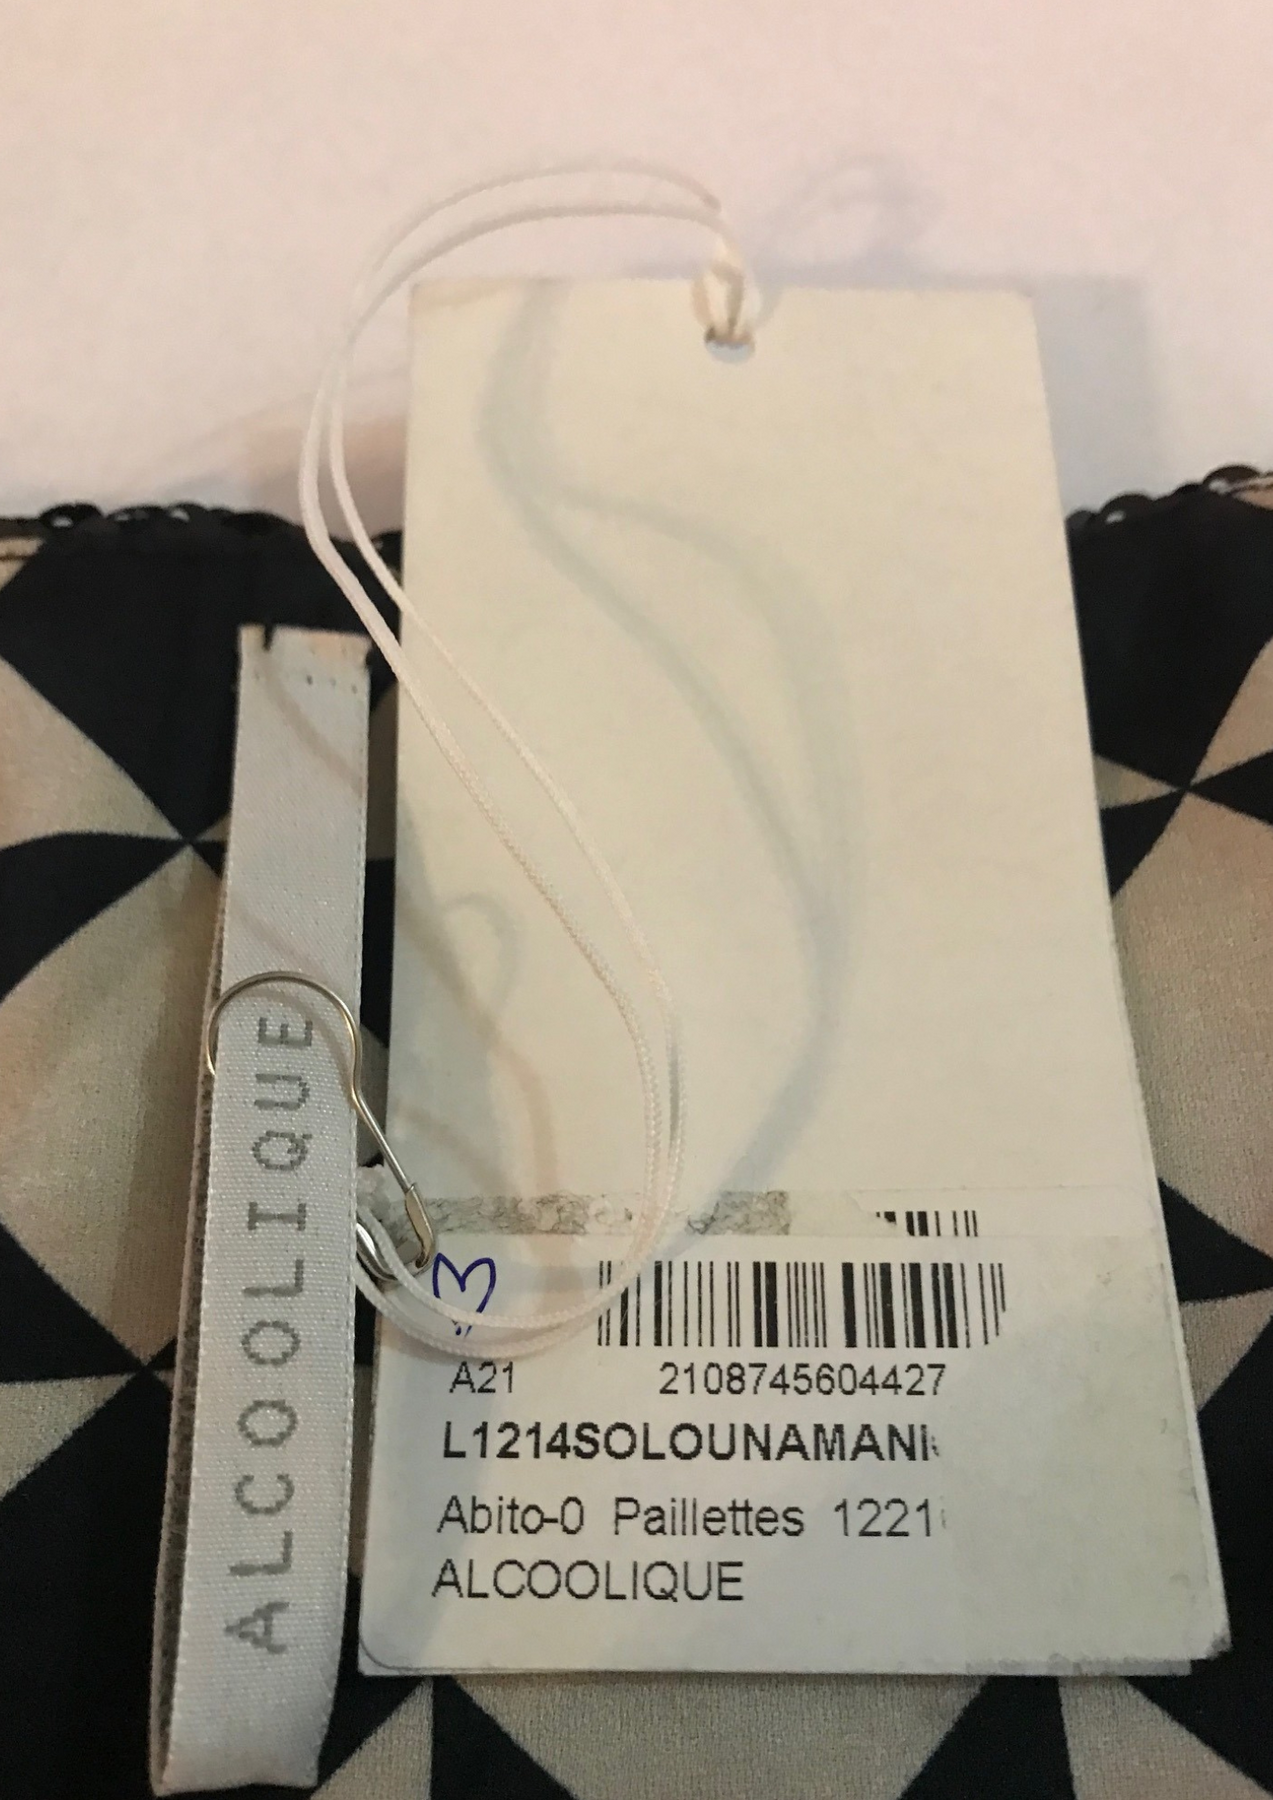 ALCOOLIQUE
A21 2108745604427
L1214SOLOUNAMANI
Abito-0 Paillettes 1221
ALCOOLIQUE